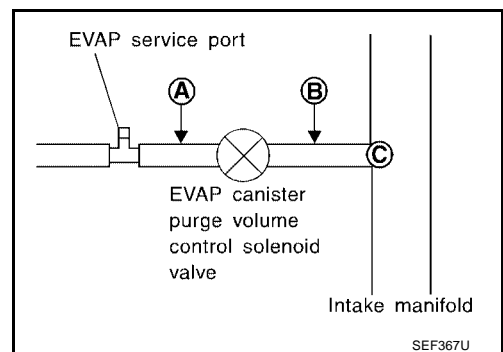 EVAP service port
A
B
C
EVAP canister
purge volume
control solenoid
valve
Intake manifold
SEF367U